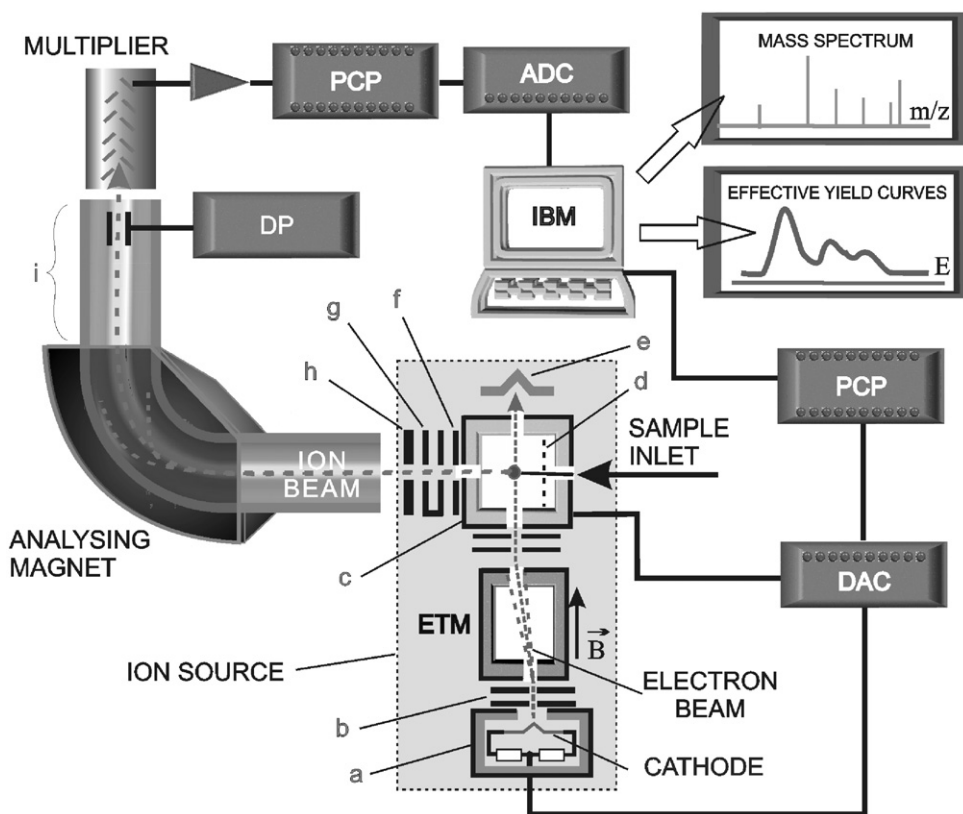 MULTIPLIER
PCP
ADC
MASS SPECTRUM
m/z
IBM
EFFECTIVE YIELD CURVES
E
DP
i
g
f
h
e
d
SAMPLE
INLET
PCP
ION
BEAM
ANALYSING
MAGNET
c
DAC
ETM
B
ION SOURCE
ELECTRON
BEAM
b
a
CATHODE